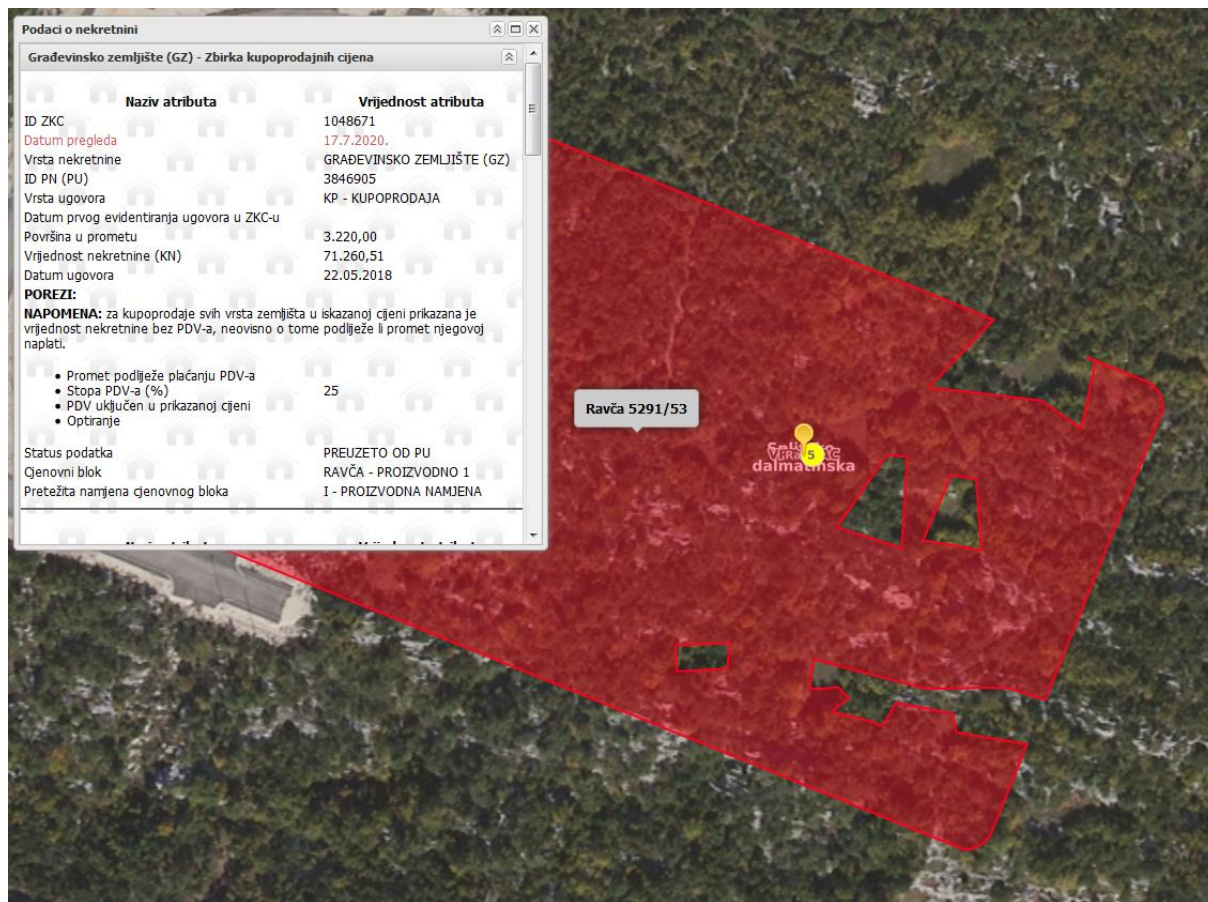 Podaci o nekretnini
Građevinsko zemljište (GZ) - Zbirka kupoprodajnih cijena
Naziv atributa Vrijednost atributa
ID ZKC 1048671
Datum pregleda 17.7.2020.
Vrsta nekretnine GRAĐEVINSKO ZEMLJIŠTE (GZ)
ID PN (PU) 3846905
Vrsta ugovora KP - KUPOPRODAJA
Datum prvog evidentiranja ugovora u ZKC-u
Površina u prometu 3.220,00
Vrijednost nekretnine (KN) 71.260,51
Datum ugovora 22.05.2018
POREZI:
NAPOMENA: za kupoprodaje svih vrsta zemljišta u iskazanoj cijeni prikazana je
vrijednost nekretnine bez PDV-a, neovisno o tome podliježe li promet njegovoj
naplati.
• Promet podliježe plaćanju PDV-a
• Stopa PDV-a (%) 25
• PDV uključen u prikazanoj cijeni
• Optiranje
Status podatka PREUZETO OD PU
Cjenovni blok RAVČA - PROIZVODNO 1
Pretežita namjena cjenovnog bloka I - PROIZVODNA NAMJENA
Ravča 5291/53
5
dalmatinska